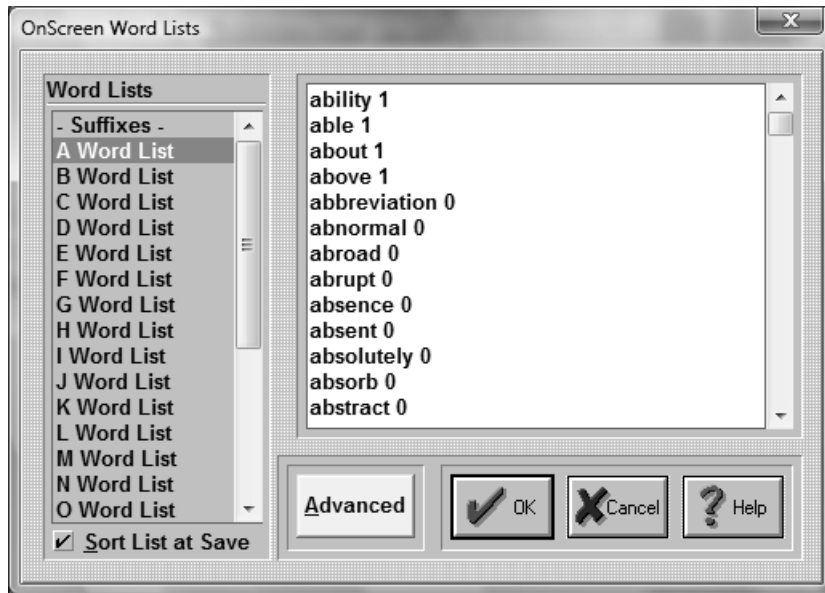 OnScreen Word Lists
Word Lists
- Suffixes -
A Word List
B Word List
C Word List
D Word List
E Word List
F Word List
G Word List
H Word List
I Word List
J Word List
K Word List
L Word List
M Word List
N Word List
O Word List
Sort List at Save
ability 1
able 1
about 1
above 1
abbreviation 0
abnormal 0
abroad 0
abrupt 0
absence 0
absent 0
absolutely 0
absorb 0
abstract 0
Advanced
OK
Cancel
Help